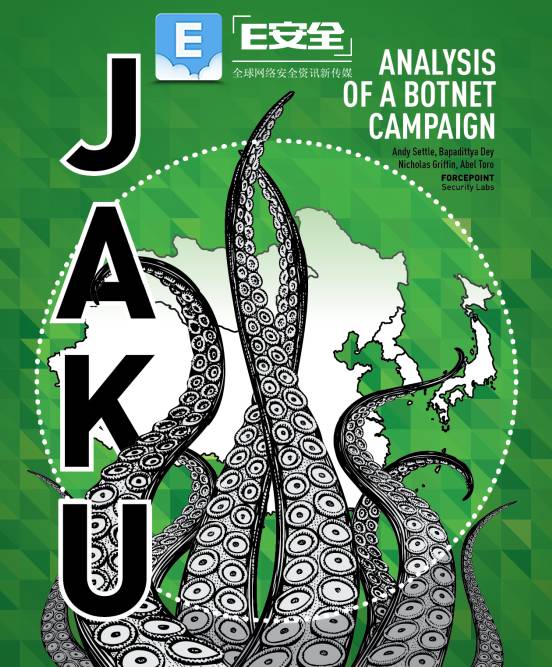 E
「E安全」
全球网络安全资讯新传媒
JAKU
ANALYSIS
OF A BOTNET
CAMPAIGN
Andy Settle, Bapadittya Dey
Nicholas Griffin, Abel Toro
FORCEPOINT
Security Labs